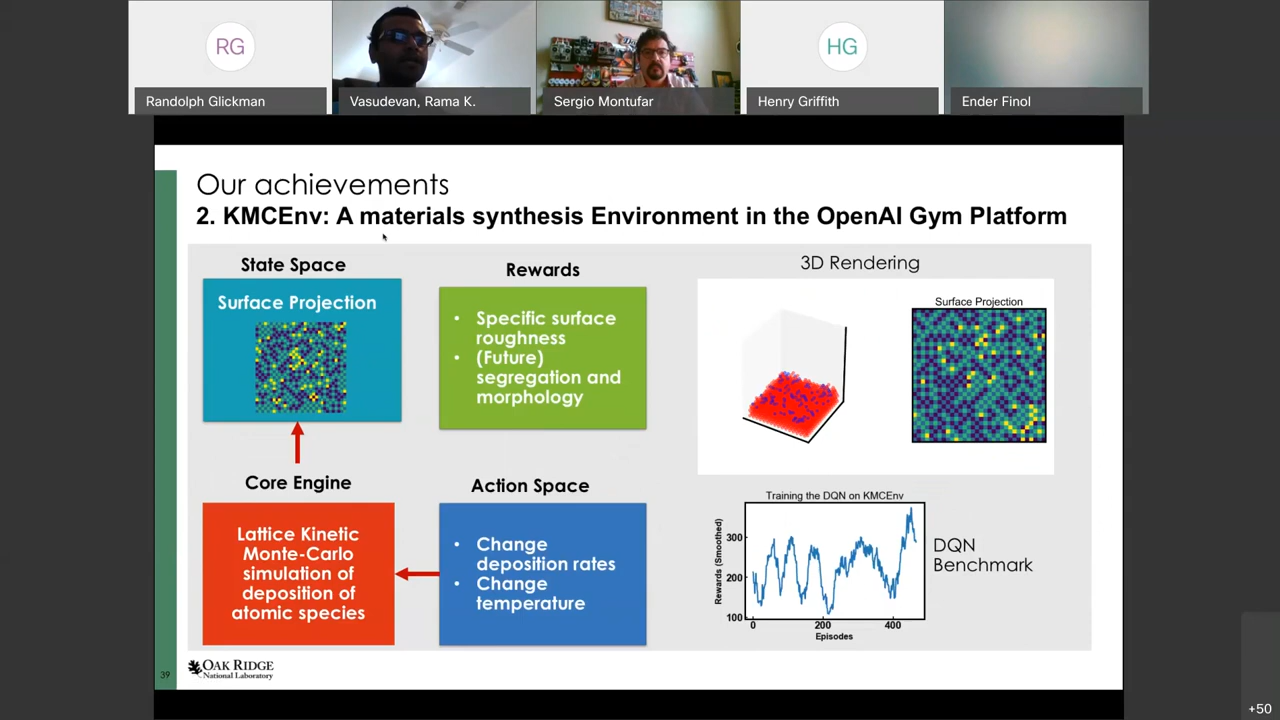 RG
HG
Randolph Glickman
Vasudevan, Rama K.
Sergio Montufar
Henry Griffith
Ender Finol
Our achievements
2. KMCEnv: A materials synthesis Environment in the OpenAI Gym Platform
State Space
Surface Projection
Rewards
• Specific surface
roughness
• (Future)
segregation and
morphology
Core Engine
Lattice Kinetic
Monte-Carlo
simulation of
deposition of
atomic species
Action Space
• Change
deposition rates
• Change
temperature
3D Rendering
Surface Projection
Training the DQN on KMCEnv
Rewards (Smoothed)
300
200
100
0
200
400
Episodes
DQN
Benchmark
39
OAK RIDGE
National Laboratory
+50